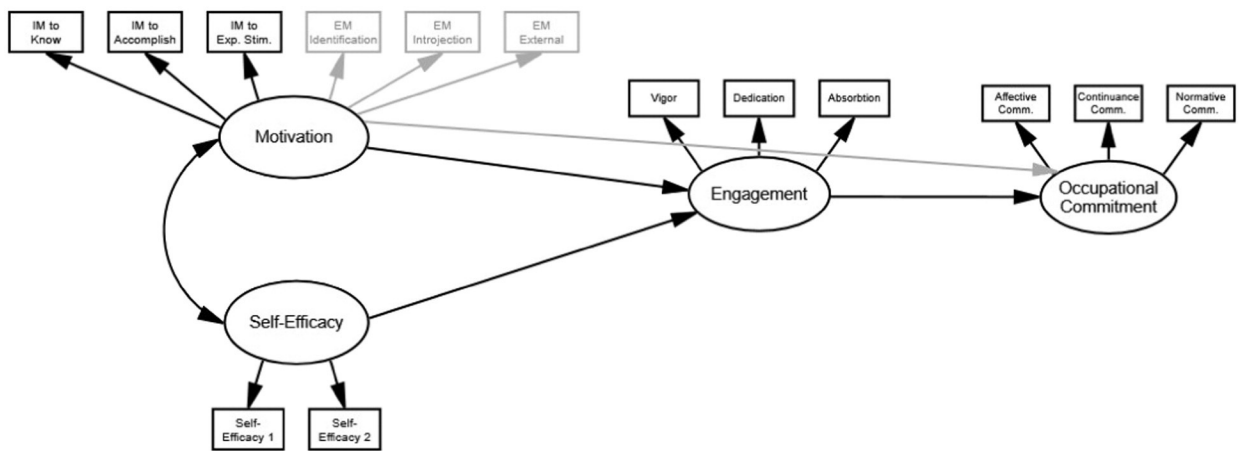 IM to
Know
IM to
Accomplish
IM to
Exp. Stim.
EM
Identification
EM
Introjection
EM
External
Vigor
Dedication
Absorbtion
Affective
Comm.
Continuance
Comm.
Normative
Comm.
Motivation
Engagement
Occupational
Commitment
Self-Efficacy
Self-
Efficacy 1
Self-
Efficacy 2